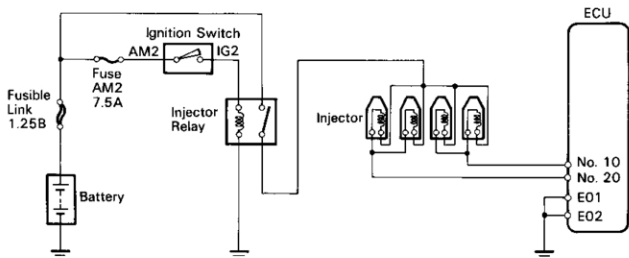 ECU
Ignition Switch
AM2
IG2
Fuse
AM2
7.5A
Fusible
Link
1.25B
Injector
Relay
Injector
Battery
No. 10
No. 20
E01
E02